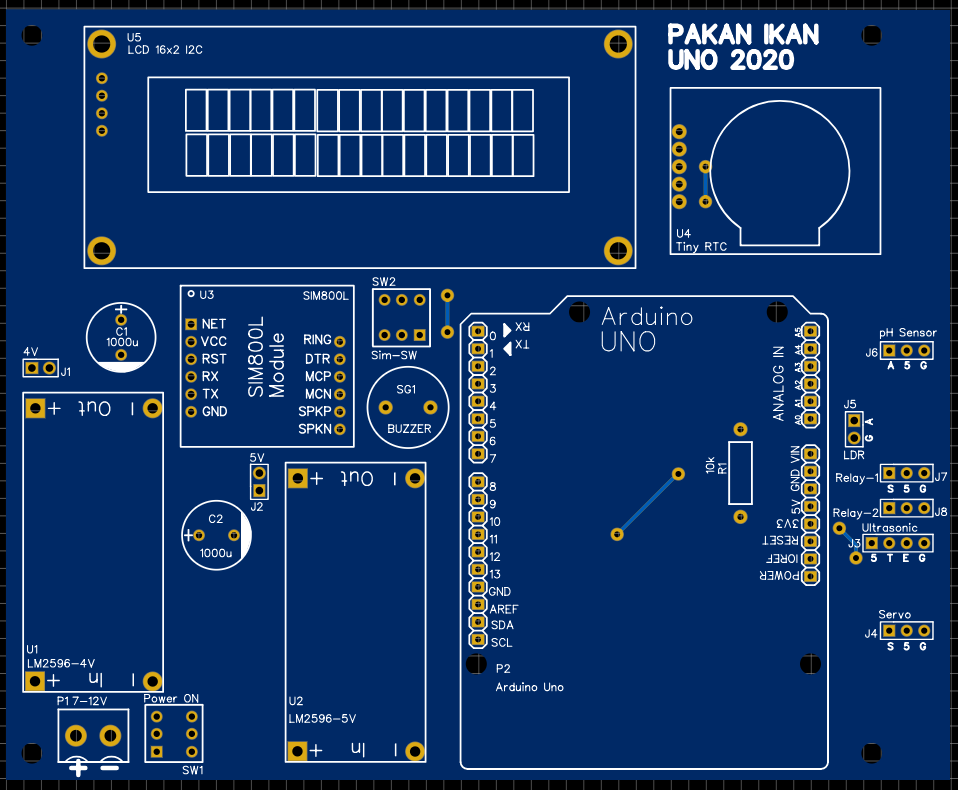 U5
LCD 16x2 I2C
PAKAN IKAN
UNO 2020
U4
Tiny RTC
U3
SIM800L
NET
VCC
RST
RX
TX
GND
SIM800L
Module
RING
DTR
MCP
MCN
SPKP
SPKN
SW2
Sim-SW
SG1
BUZZER
+
C1
1000u
4V
J1
+ Out -
U1
LM2596-4V
+ In -
5V
J2
+ C2
1000u
+ Out -
U2
LM2596-5V
+ In -
P1 7-12V
+ -
Power ON
SW1
Arduino
UNO
0 RX
1 TX
2
3
4
5
6
7
8
9
10
11
12
13
GND
AREF
SDA
SCL
P2
Arduino Uno
10k
R1
ANALOG IN
A5
A4
A3
A2
A1
A0
VIN
GND
5V
3V3
RESET
IOREF
POWER
pH Sensor
J6
A 5 G
J5
A
G
LDR
Relay-1 J7
S 5 G
Relay-2 J8
Ultrasonic
J3
5 T E G
Servo
J4
S 5 G